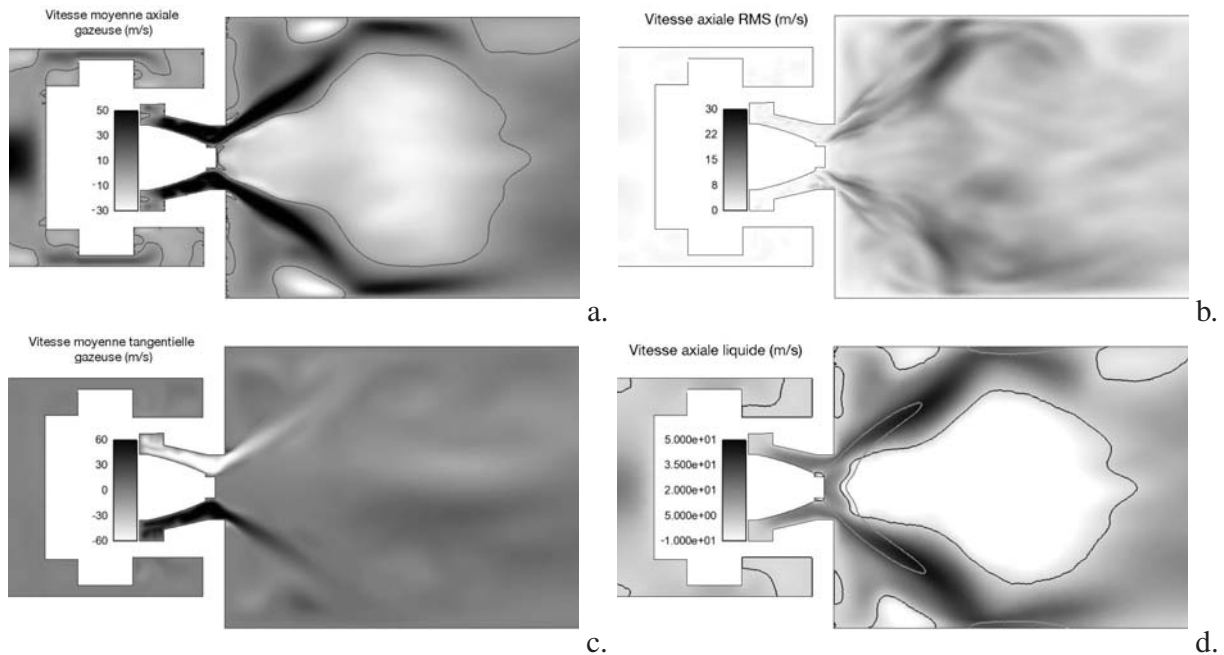 Vitesse moyenne axiale
gazeuse (m/s)
50
30
10
-10
-30
a.
Vitesse axiale RMS (m/s)
30
22
15
8
0
b.
Vitesse moyenne tangentielle
gazeuse (m/s)
60
30
0
-30
-60
c.
Vitesse axiale liquide (m/s)
5.000e+01
3.500e+01
2.000e+01
5.000e+00
-1.000e+01
d.